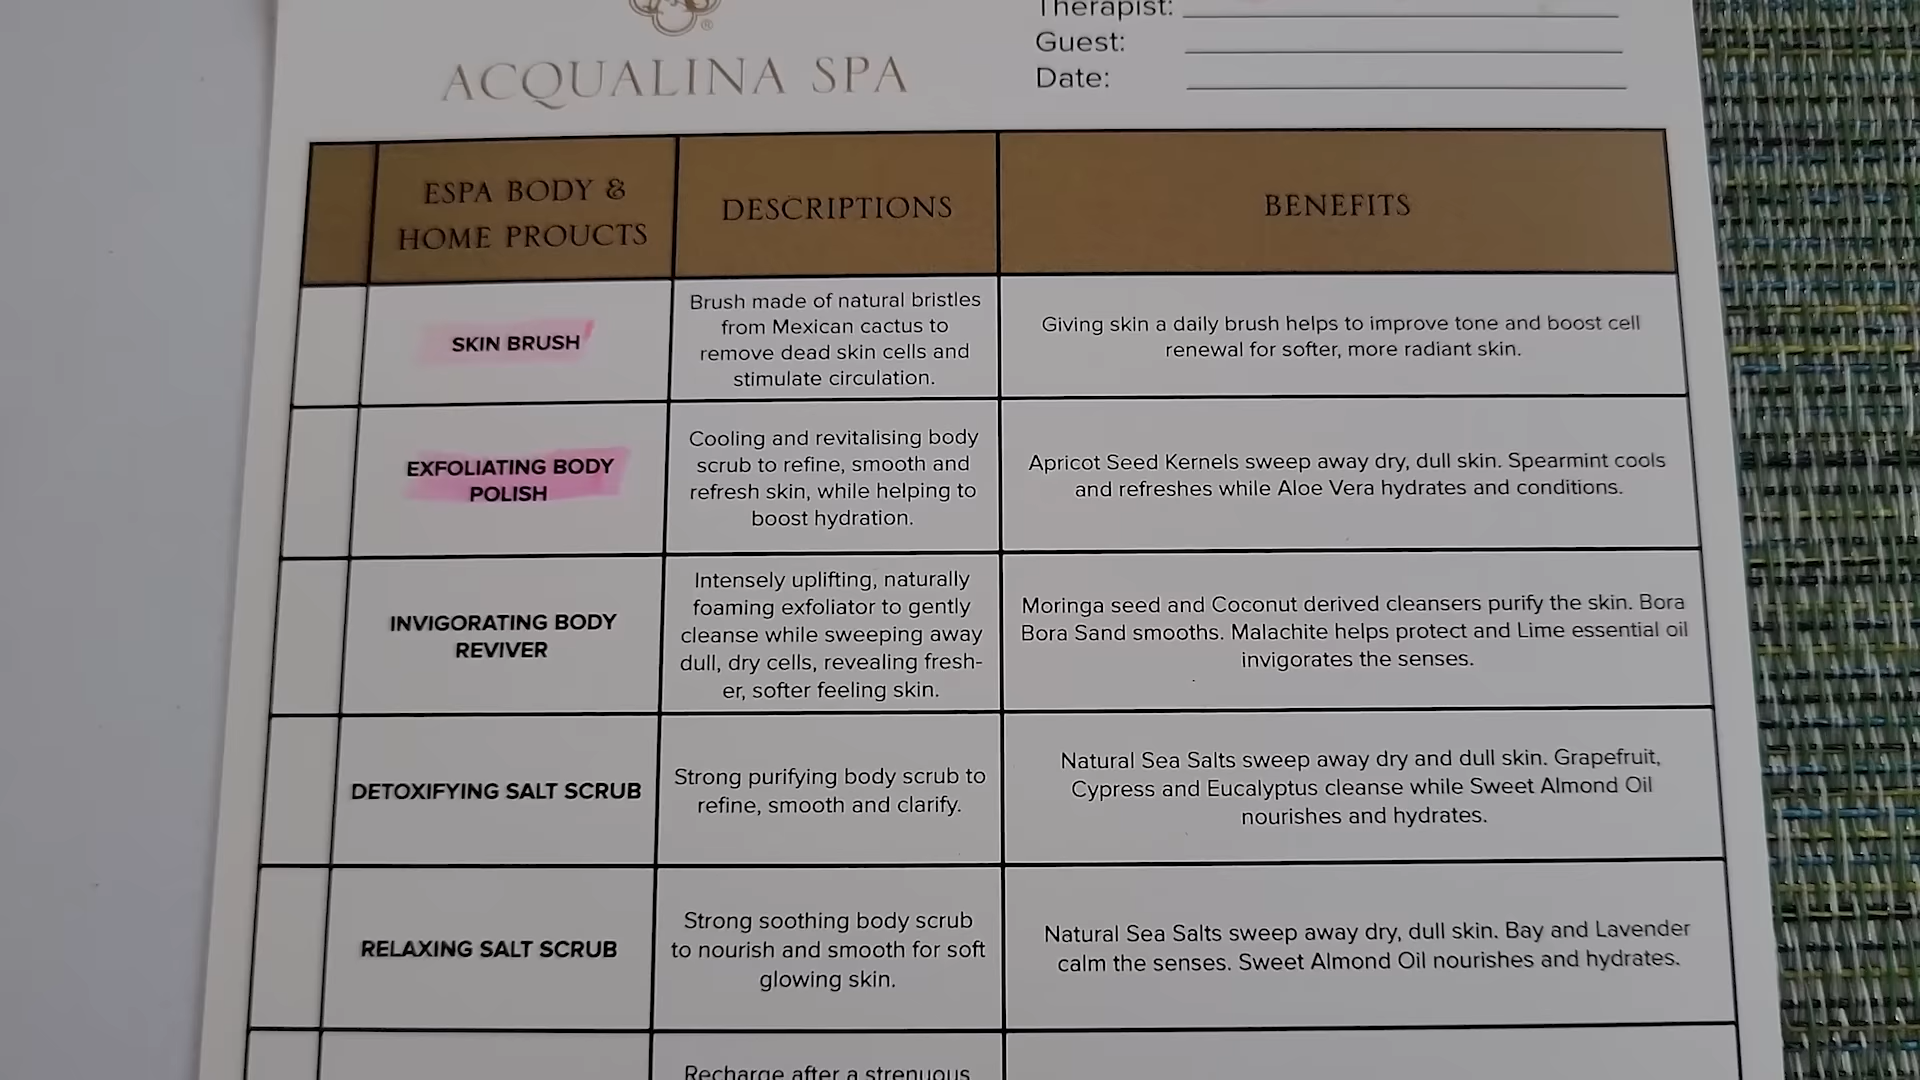 Therapist:
Guest:
Date:
®
ACQUALINA SPA
ESPA BODY &
HOME PROUCTS
DESCRIPTIONS
BENEFITS
SKIN BRUSH
Brush made of natural bristles
from Mexican cactus to
remove dead skin cells and
stimulate circulation.
Giving skin a daily brush helps to improve tone and boost cell
renewal for softer, more radiant skin.
EXFOLIATING BODY
POLISH
Cooling and revitalising body
scrub to refine, smooth and
refresh skin, while helping to
boost hydration.
Apricot Seed Kernels sweep away dry, dull skin. Spearmint cools
and refreshes while Aloe Vera hydrates and conditions.
INVIGORATING BODY
REVIVER
Intensely uplifting, naturally
foaming exfoliator to gently
cleanse while sweeping away
dull, dry cells, revealing fresh-
er, softer feeling skin.
Moringa seed and Coconut derived cleansers purify the skin. Bora
Bora Sand smooths. Malachite helps protect and Lime essential oil
invigorates the senses.
DETOXIFYING SALT SCRUB
Strong purifying body scrub to
refine, smooth and clarify.
Natural Sea Salts sweep away dry and dull skin. Grapefruit,
Cypress and Eucalyptus cleanse while Sweet Almond Oil
nourishes and hydrates.
RELAXING SALT SCRUB
Strong soothing body scrub
to nourish and smooth for soft
glowing skin.
Natural Sea Salts sweep away dry, dull skin. Bay and Lavender
calm the senses. Sweet Almond Oil nourishes and hydrates.
Recharge after a strenuous